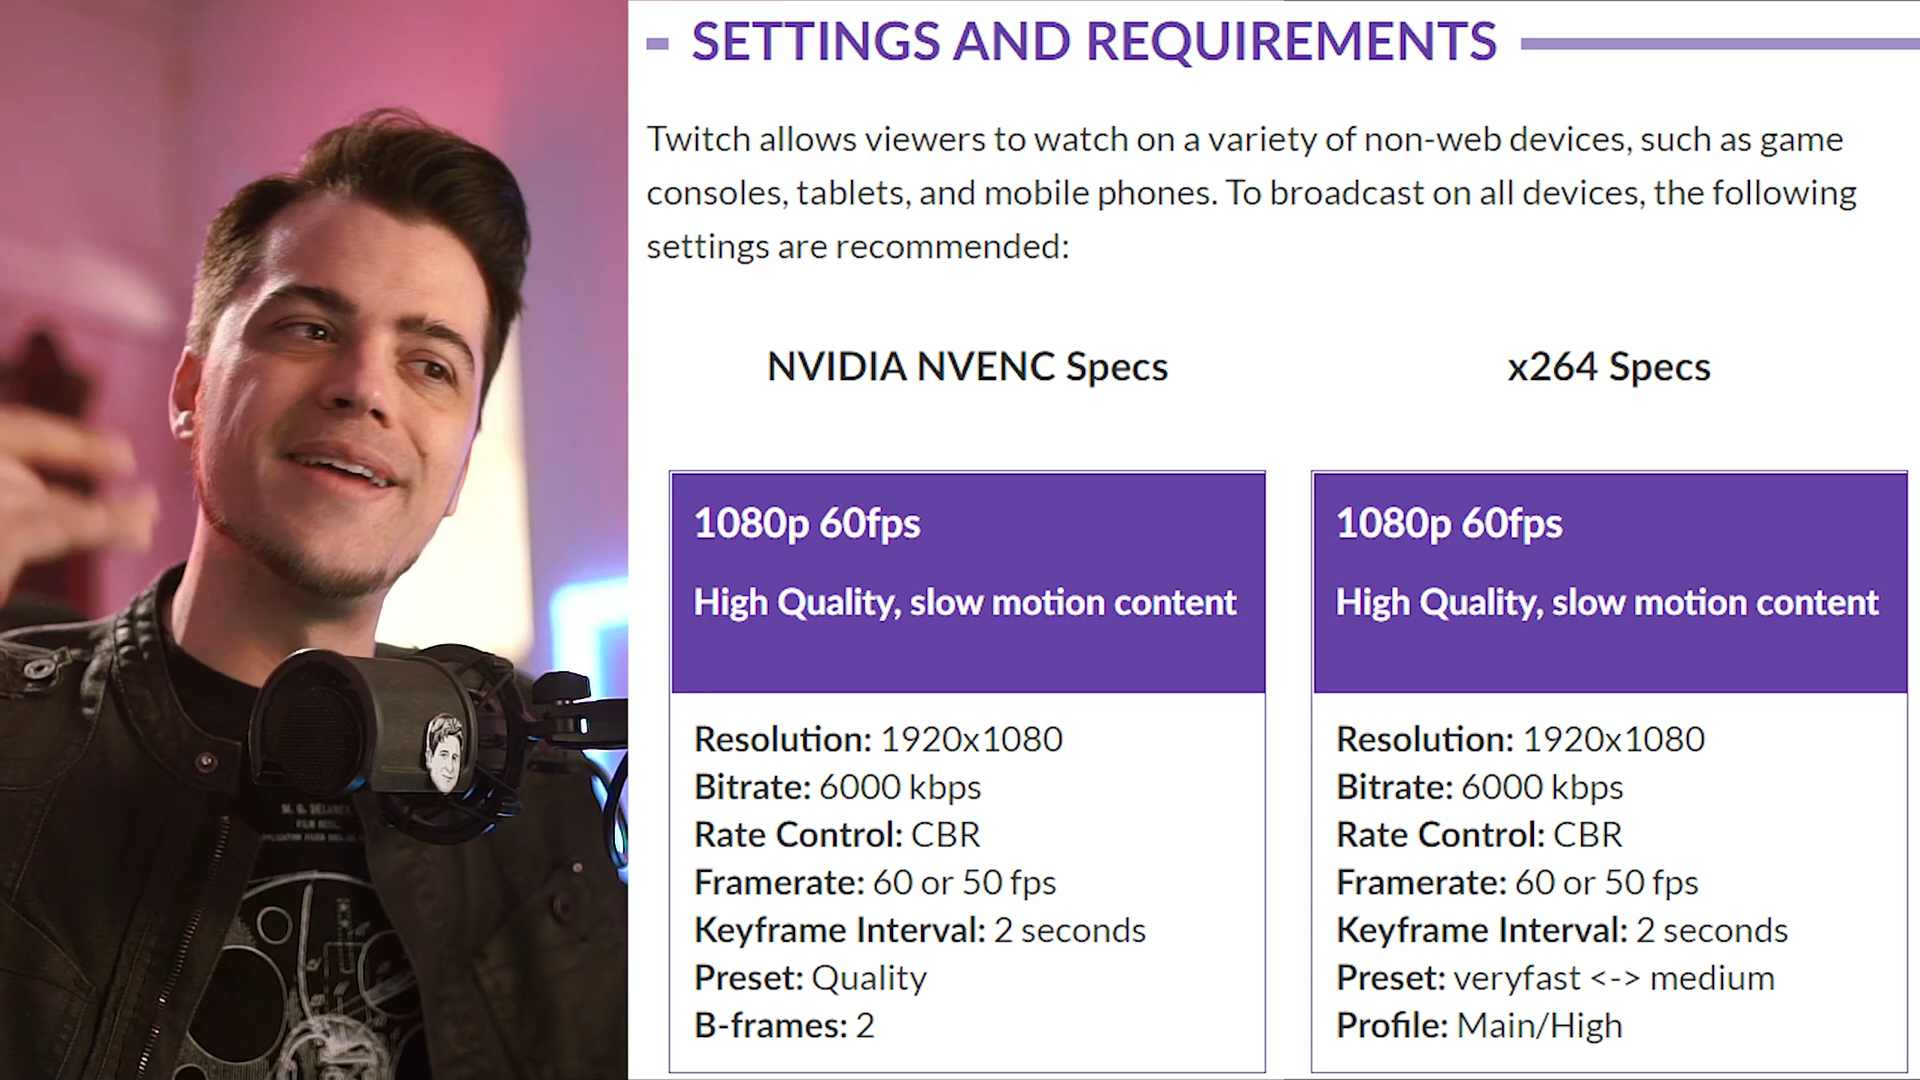 SETTINGS AND REQUIREMENTS
Twitch allows viewers to watch on a variety of non-web devices, such as game
consoles, tablets, and mobile phones. To broadcast on all devices, the following
settings are recommended:
NVIDIA NVENC Specs
1080p 60fps
High Quality, slow motion content
Resolution: 1920x1080
Bitrate: 6000 kbps
Rate Control: CBR
Framerate: 60 or 50 fps
Keyframe Interval: 2 seconds
Preset: Quality
B-frames: 2
x264 Specs
1080p 60fps
High Quality, slow motion content
Resolution: 1920x1080
Bitrate: 6000 kbps
Rate Control: CBR
Framerate: 60 or 50 fps
Keyframe Interval: 2 seconds
Preset: veryfast <-> medium
Profile: Main/High
M. G. DELANEY
FILM REEL